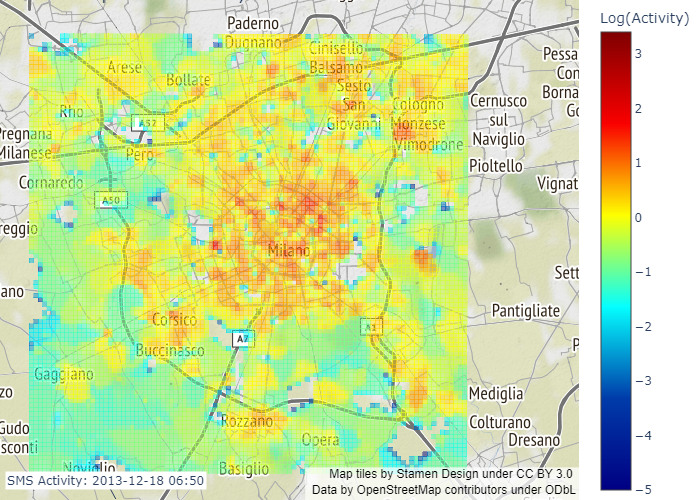 Paderno
Dugnano
Cinisello
Balsamo
Arese
Bollate
Sesto
San
Giovanni
Pessa
Con
Borna
Go
Rho
A52
Cologno
Monzese
Vimodrone
Cernusco
sul
Naviglio
Pregnana
Milanese
Pero
Pioltello
Cornaredo
Vignat
A50
reggio
Milano
Sett
ano
Pantigliate
Corsico
A1
A7
Buccinasco
P
Gaggiano
zo
Mediglia
Rozzano
Colturano
Gudo
sconti
Opera
Dresano
Noviglio
Basiglio
SMS Activity: 2013-12-18 06:50
Map tiles by Stamen Design under CC BY 3.0
Data by OpenStreetMap contributors under ODbL
Log(Activity)
3
2
1
0
−1
−2
−3
−4
−5